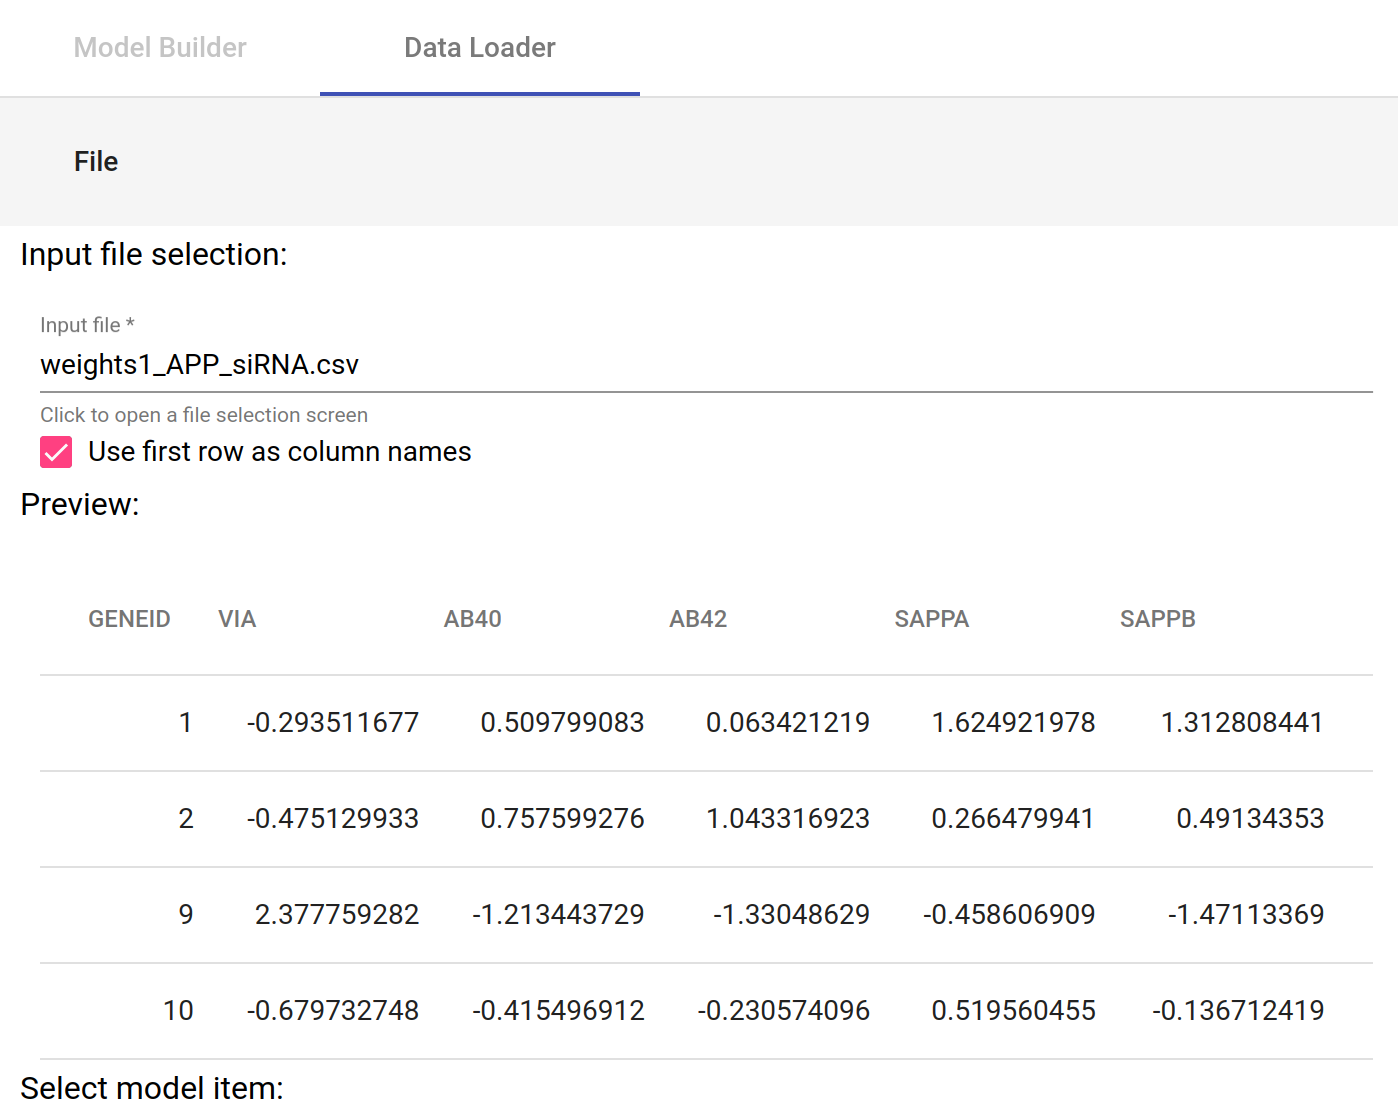 Model Builder Data Loader
File
Input file selection:
Input file *
weights1_APP_siRNA.csv
Click to open a file selection screen
Use first row as column names
Preview:
GENEID VIA AB40 AB42 SAPPA SAPPB
1 -0.293511677 0.509799083 0.063421219 1.624921978 1.312808441
2 -0.475129933 0.757599276 1.043316923 0.266479941 0.49134353
9 2.377759282 -1.213443729 -1.33048629 -0.458606909 -1.47113369
10 -0.679732748 -0.415496912 -0.230574096 0.519560455 -0.136712419
Select model item: